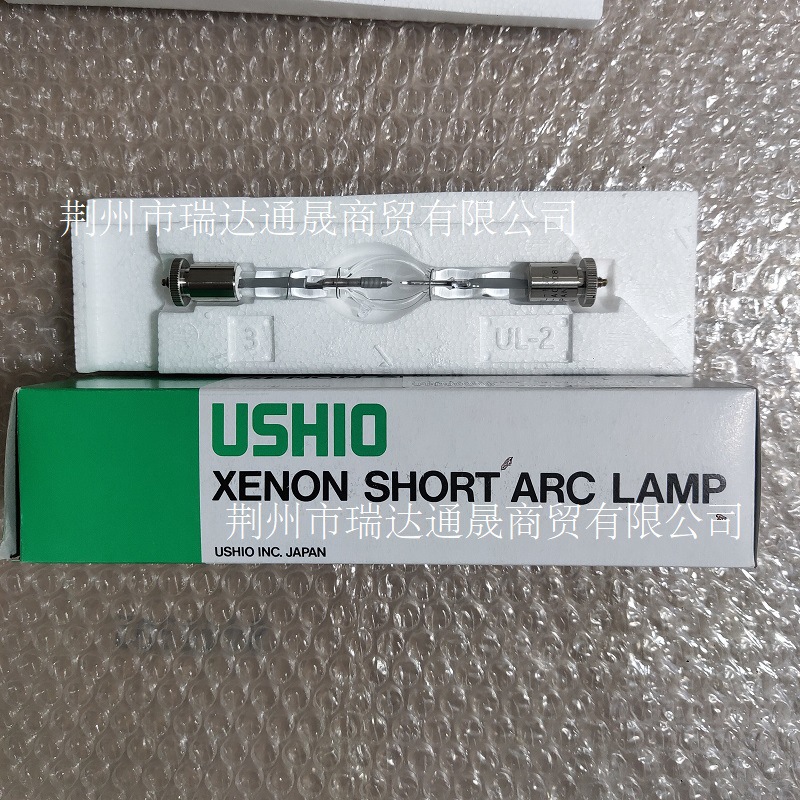 荆州市瑞达通晟商贸有限公司
3
UL-2
USHIO
XENON SHORT ARC LAMP
荆州市瑞达通晟商贸有限公司
USHIO INC. JAPAN